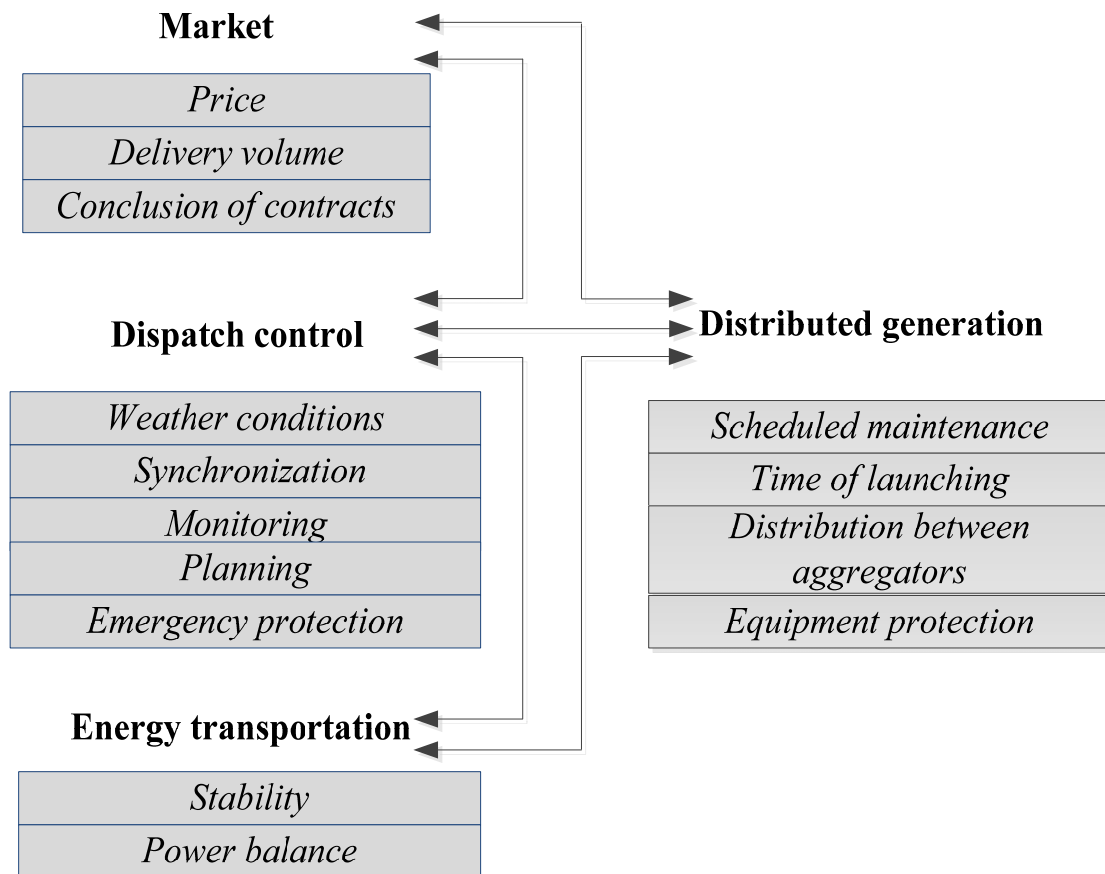 Market
Price
Delivery volume
Conclusion of contracts
Dispatch control
Weather conditions
Synchronization
Monitoring
Planning
Emergency protection
Distributed generation
Scheduled maintenance
Time of launching
Distribution between
aggregators
Equipment protection
Energy transportation
Stability
Power balance